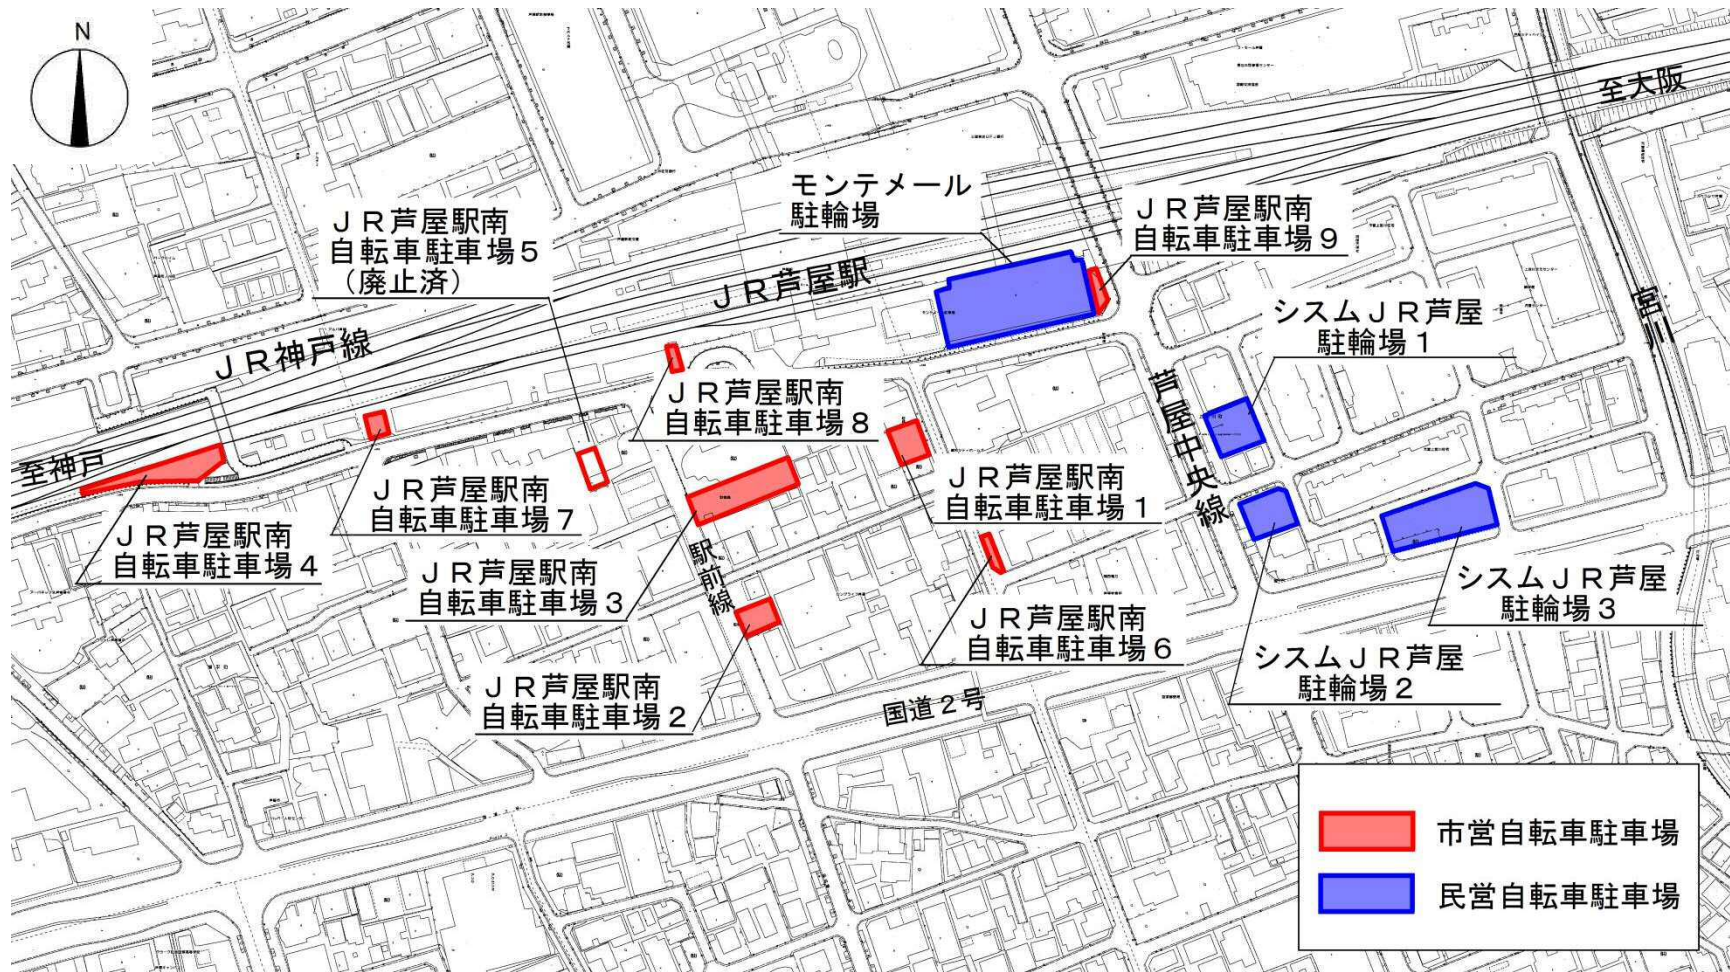 N
至大阪
モンテメール
駐輪場
ＪＲ芦屋駅南
自転車駐車場９
ＪＲ芦屋駅南
自転車駐車場５
（廃止済）
ＪＲ芦屋駅
宮川
シスムＪＲ芦屋
駐輪場１
ＪＲ神戸線
芦屋中央線
ＪＲ芦屋駅南
自転車駐車場８
至神戸
ＪＲ芦屋駅南
自転車駐車場７
ＪＲ芦屋駅南
自転車駐車場１
ＪＲ芦屋駅南
自転車駐車場４
駅前線
ＪＲ芦屋駅南
自転車駐車場３
シスムＪＲ芦屋
駐輪場３
ＪＲ芦屋駅南
自転車駐車場６
シスムＪＲ芦屋
駐輪場２
ＪＲ芦屋駅南
自転車駐車場２
国道２号
市営自転車駐車場
民営自転車駐車場